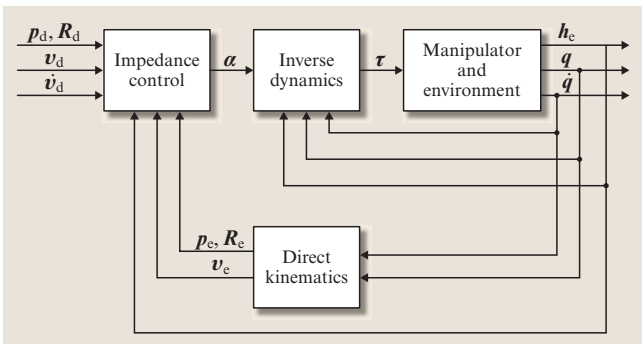 p_d, R_d
v_d
v̇_d
Impedance
control
α
Inverse
dynamics
τ
Manipulator
and
environment
h_e
q
q̇
p_e, R_e
v_e
Direct
kinematics